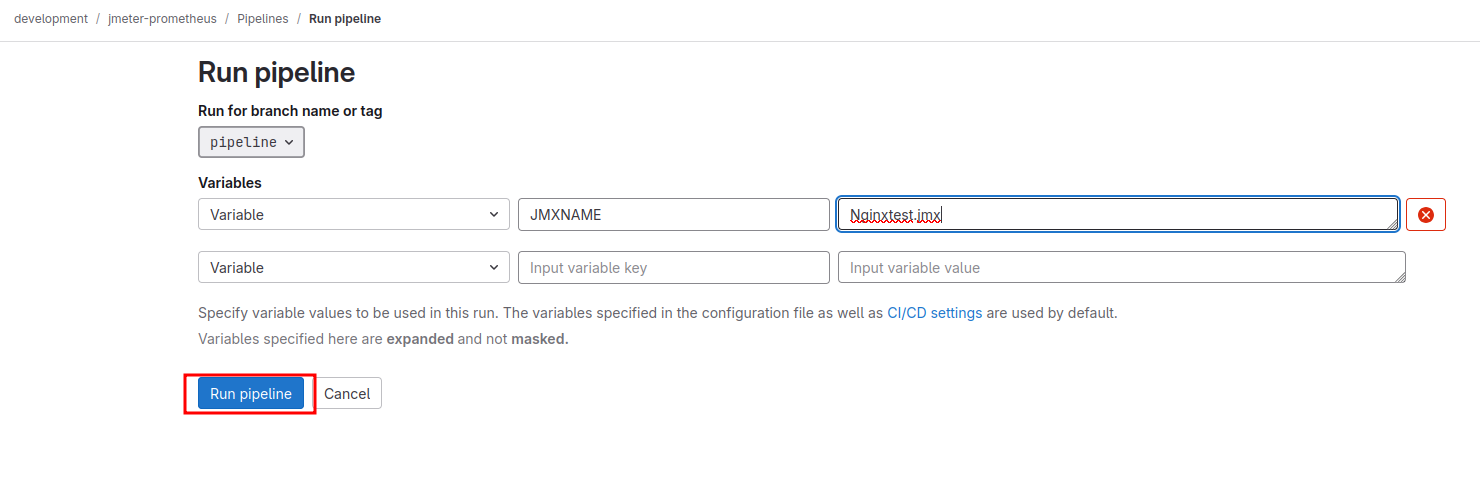 development / jmeter-prometheus / Pipelines / Run pipeline
Run pipeline
Run for branch name or tag
pipeline
Variables
Variable JMXNAME Nginxtest.jmx
Variable Input variable key Input variable value
Specify variable values to be used in this run. The variables specified in the configuration file as well as CI/CD settings are used by default.
Variables specified here are expanded and not masked.
Run pipeline Cancel